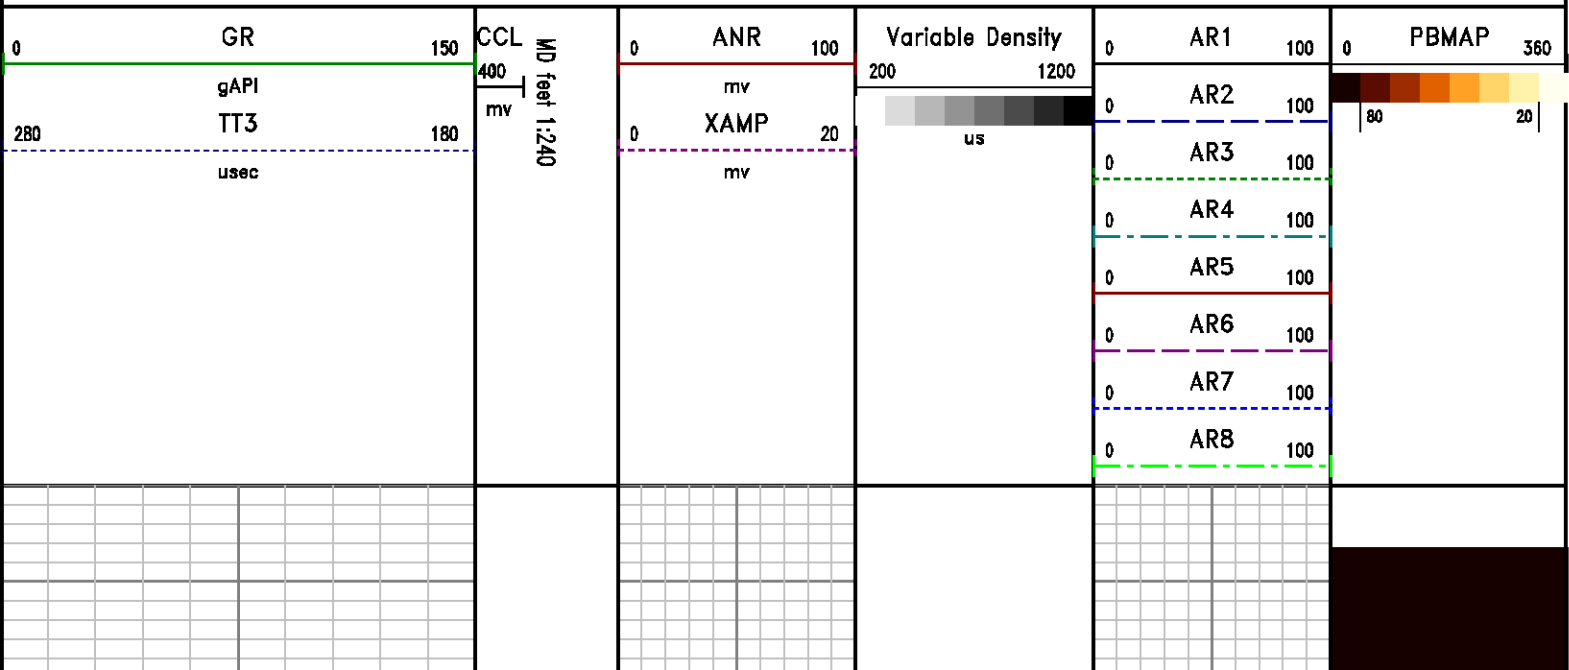 GR
0 150
gAPI
TT3
280 180
usec
CCL
400
mv
MD feet 1:240
ANR
0 100
mv
XAMP
0 20
mv
Variable Density
200 1200
us
AR1
0 100
AR2
0 100
AR3
0 100
AR4
0 100
AR5
0 100
AR6
0 100
AR7
0 100
AR8
0 100
PBMAP
0 360
80 20